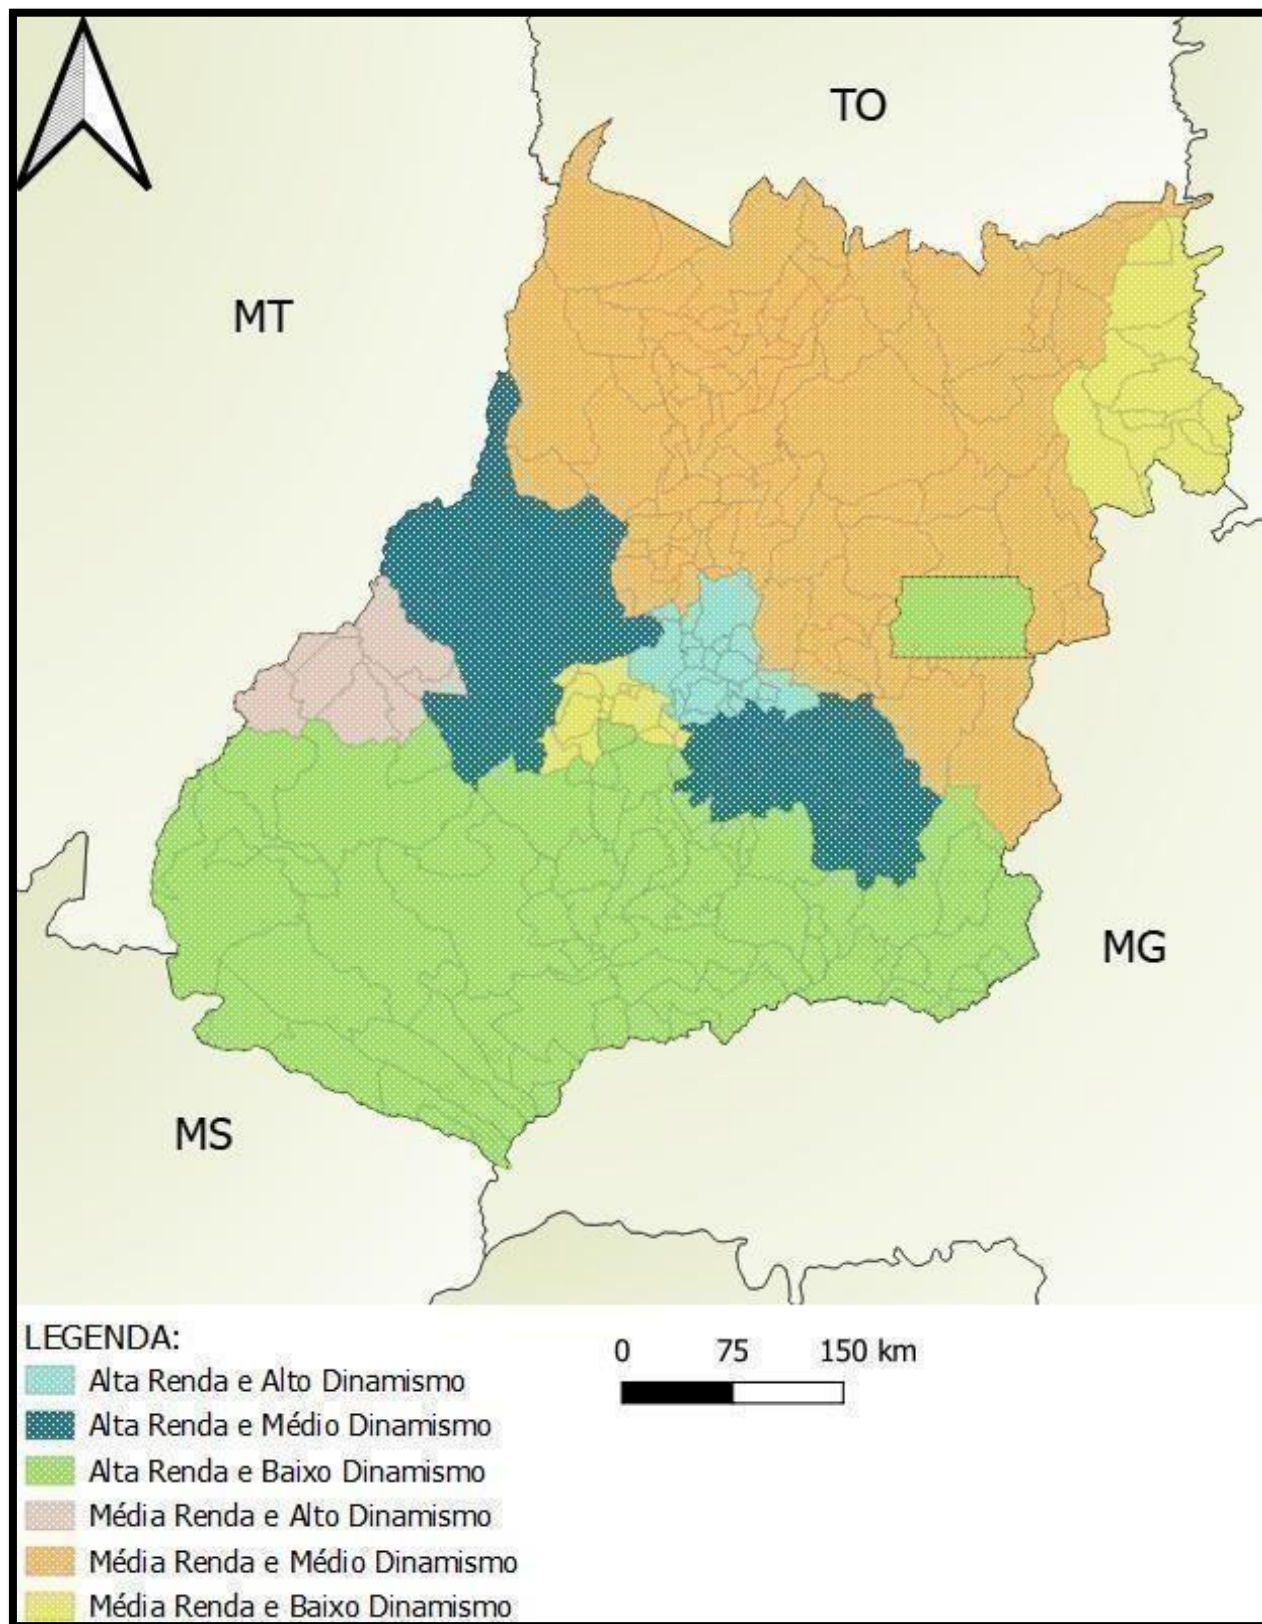 TO
MT
MG
MS
LEGENDA:
0 75 150 km
Alta Renda e Alto Dinamismo
Alta Renda e Médio Dinamismo
Alta Renda e Baixo Dinamismo
Média Renda e Alto Dinamismo
Média Renda e Médio Dinamismo
Média Renda e Baixo Dinamismo